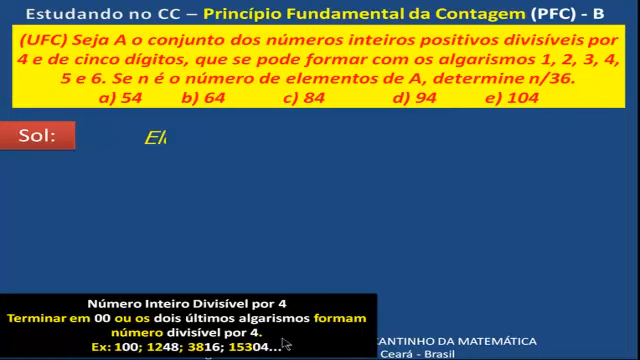 Estudando no CC – Princípio Fundamental da Contagem (PFC) - B
(UFC) Seja A o conjunto dos números inteiros positivos divisíveis por
4 e de cinco dígitos, que se pode formar com os algarismos 1, 2, 3, 4,
5 e 6. Se n é o número de elementos de A, determine n/36.
a) 54 b) 64 c) 84 d) 94 e) 104
Sol:
Número Inteiro Divisível por 4
Terminar em 00 ou os dois últimos algarismos formam
número divisível por 4.
Ex: 100; 1248; 3816; 15304...
CANTINHO DA MATEMÁTICA
Ceará - Brasil